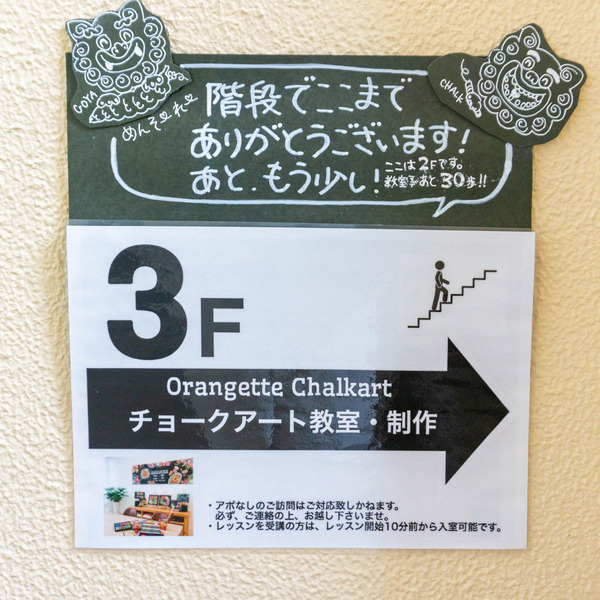 GOYA
めんそ〜れ
CHALK
階段でここまで
ありがとうございます!
あと、もう少し!
ここは2Fです。
教室まであと30歩!!
3F
Orangette Chalkart
チョークアート教室・制作
・アポなしのご訪問はご対応致しかねます。
必ず、ご連絡の上、お越し下さいませ。
・レッスンを受講の方は、レッスン開始10分前から入室可能です。